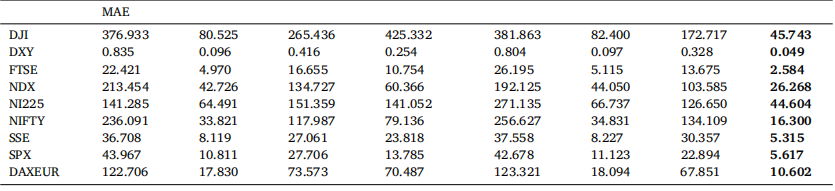 MAE
DJI 376.933 80.525 265.436 425.332 381.863 82.400 172.717 45.743
DXY 0.835 0.096 0.416 0.254 0.804 0.097 0.328 0.049
FTSE 22.421 4.970 16.655 10.754 26.195 5.115 13.675 2.584
NDX 213.454 42.726 134.727 60.366 192.125 44.050 103.585 26.268
NI225 141.285 64.491 151.359 141.052 271.135 66.737 126.650 44.604
NIFTY 236.091 33.821 117.987 79.136 256.627 34.831 134.109 16.300
SSE 36.708 8.119 27.061 23.818 37.558 8.227 30.357 5.315
SPX 43.967 10.811 27.706 13.785 42.678 11.123 22.894 5.617
DAXEUR 122.706 17.830 73.573 70.487 123.321 18.094 67.851 10.602